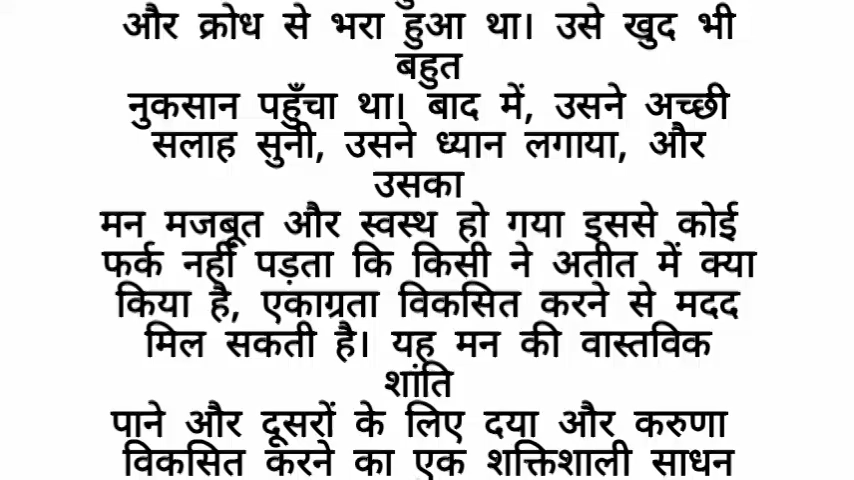 और क्रोध से भरा हुआ था। उसे खुद भी
बहुत
नुकसान पहुँचा था। बाद में, उसने अच्छी
सलाह सुनी, उसने ध्यान लगाया, और
उसका
मन मजबूत और स्वस्थ हो गया इससे कोई
फर्क नहीं पड़ता कि किसी ने अतीत में क्या
किया है, एकाग्रता विकसित करने से मदद
मिल सकती है। यह मन की वास्तविक
शांति
पाने और दूसरों के लिए दया और करुणा
विकसित करने का एक शक्तिशाली साधन